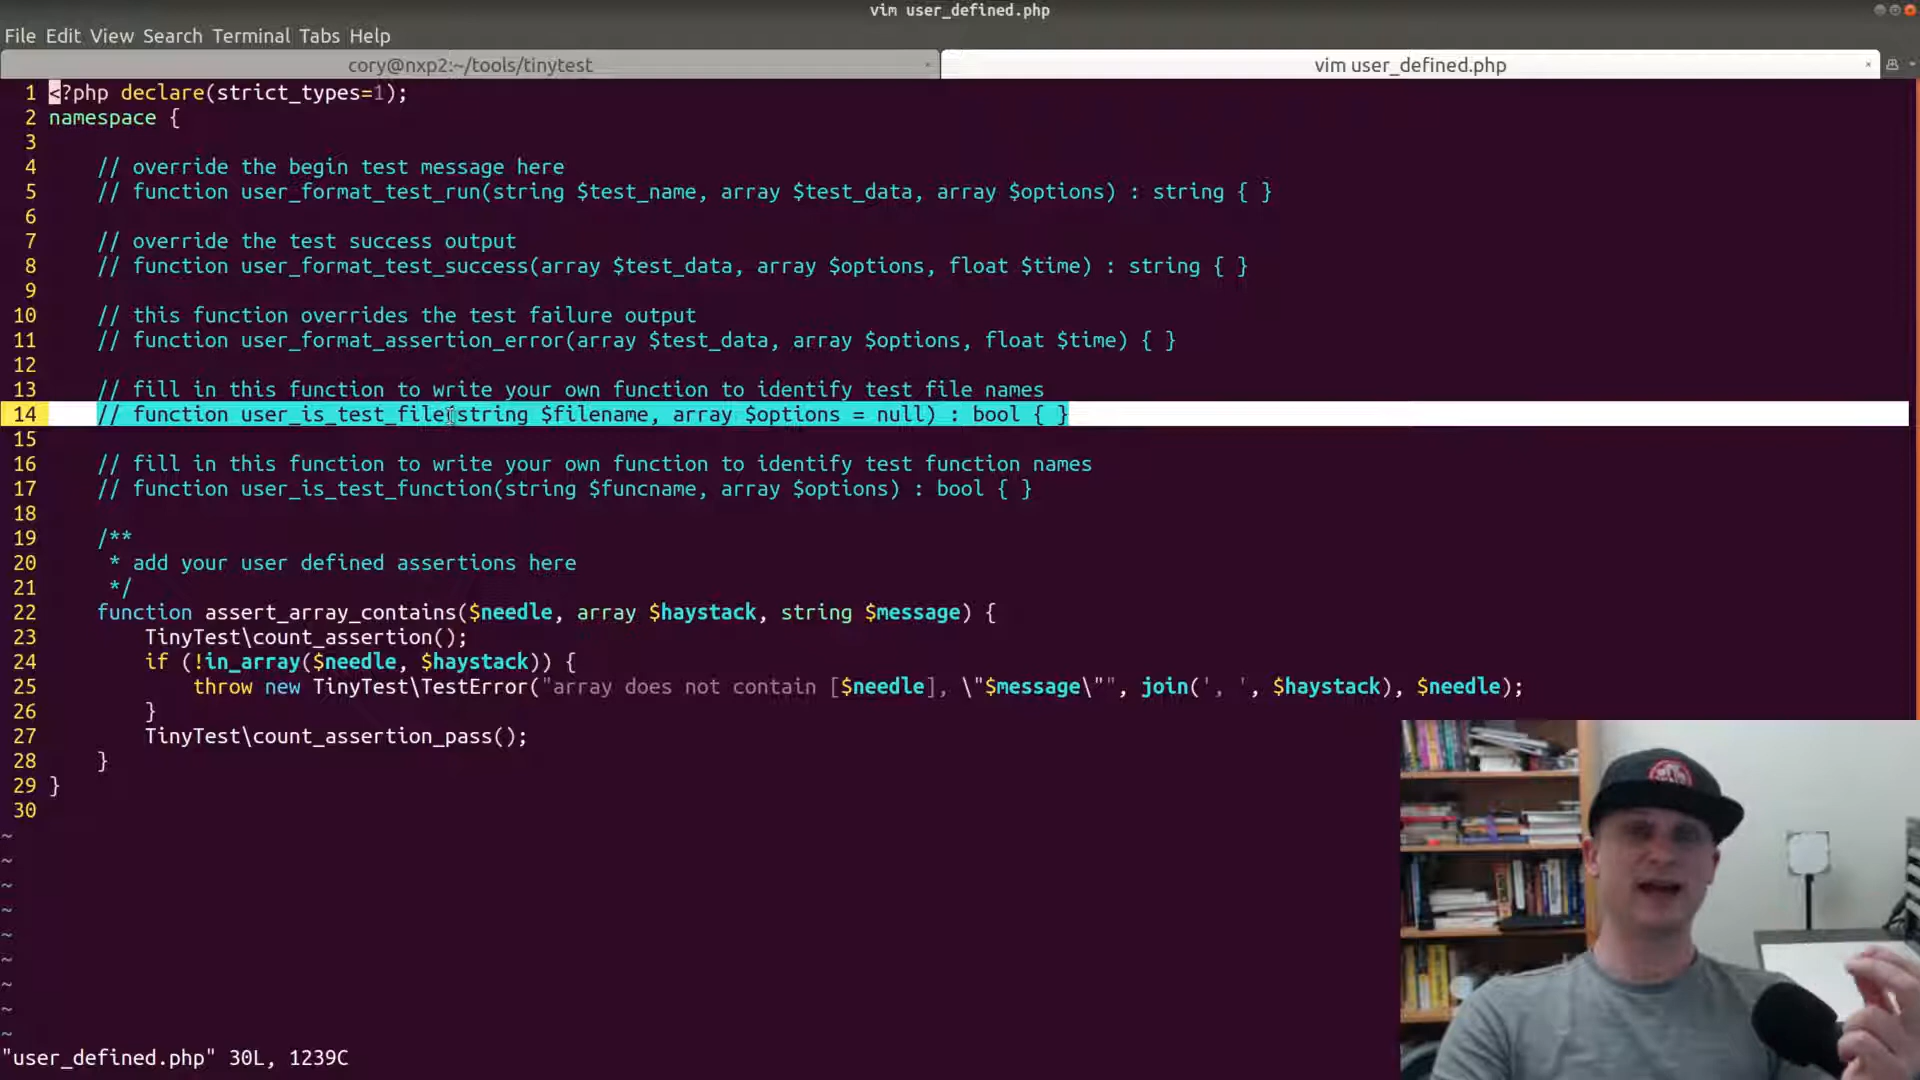 vim user_defined.php
File Edit View Search Terminal Tabs Help
cory@nxp2:~/tools/tinytest
vim user_defined.php
1 <?php declare(strict_types=1);
2 namespace {
3
4 // override the begin test message here
5 // function user_format_test_run(string $test_name, array $test_data, array $options) : string { }
6
7 // override the test success output
8 // function user_format_test_success(array $test_data, array $options, float $time) : string { }
9
10 // this function overrides the test failure output
11 // function user_format_assertion_error(array $test_data, array $options, float $time) { }
12
13 // fill in this function to write your own function to identify test file names
14 // function user_is_test_file(string $filename, array $options = null) : bool { }
15
16 // fill in this function to write your own function to identify test function names
17 // function user_is_test_function(string $funcname, array $options) : bool { }
18
19 /**
20 * add your user defined assertions here
21 */
22 function assert_array_contains($needle, array $haystack, string $message) {
23 TinyTest\count_assertion();
24 if (!in_array($needle, $haystack)) {
25 throw new TinyTest\TestError("array does not contain [$needle], \"$message\"", join(', ', $haystack), $needle);
26 }
27 TinyTest\count_assertion_pass();
28 }
29 }
30
~
~
~
~
~
~
~
~
~
"user_defined.php" 30L, 1239C